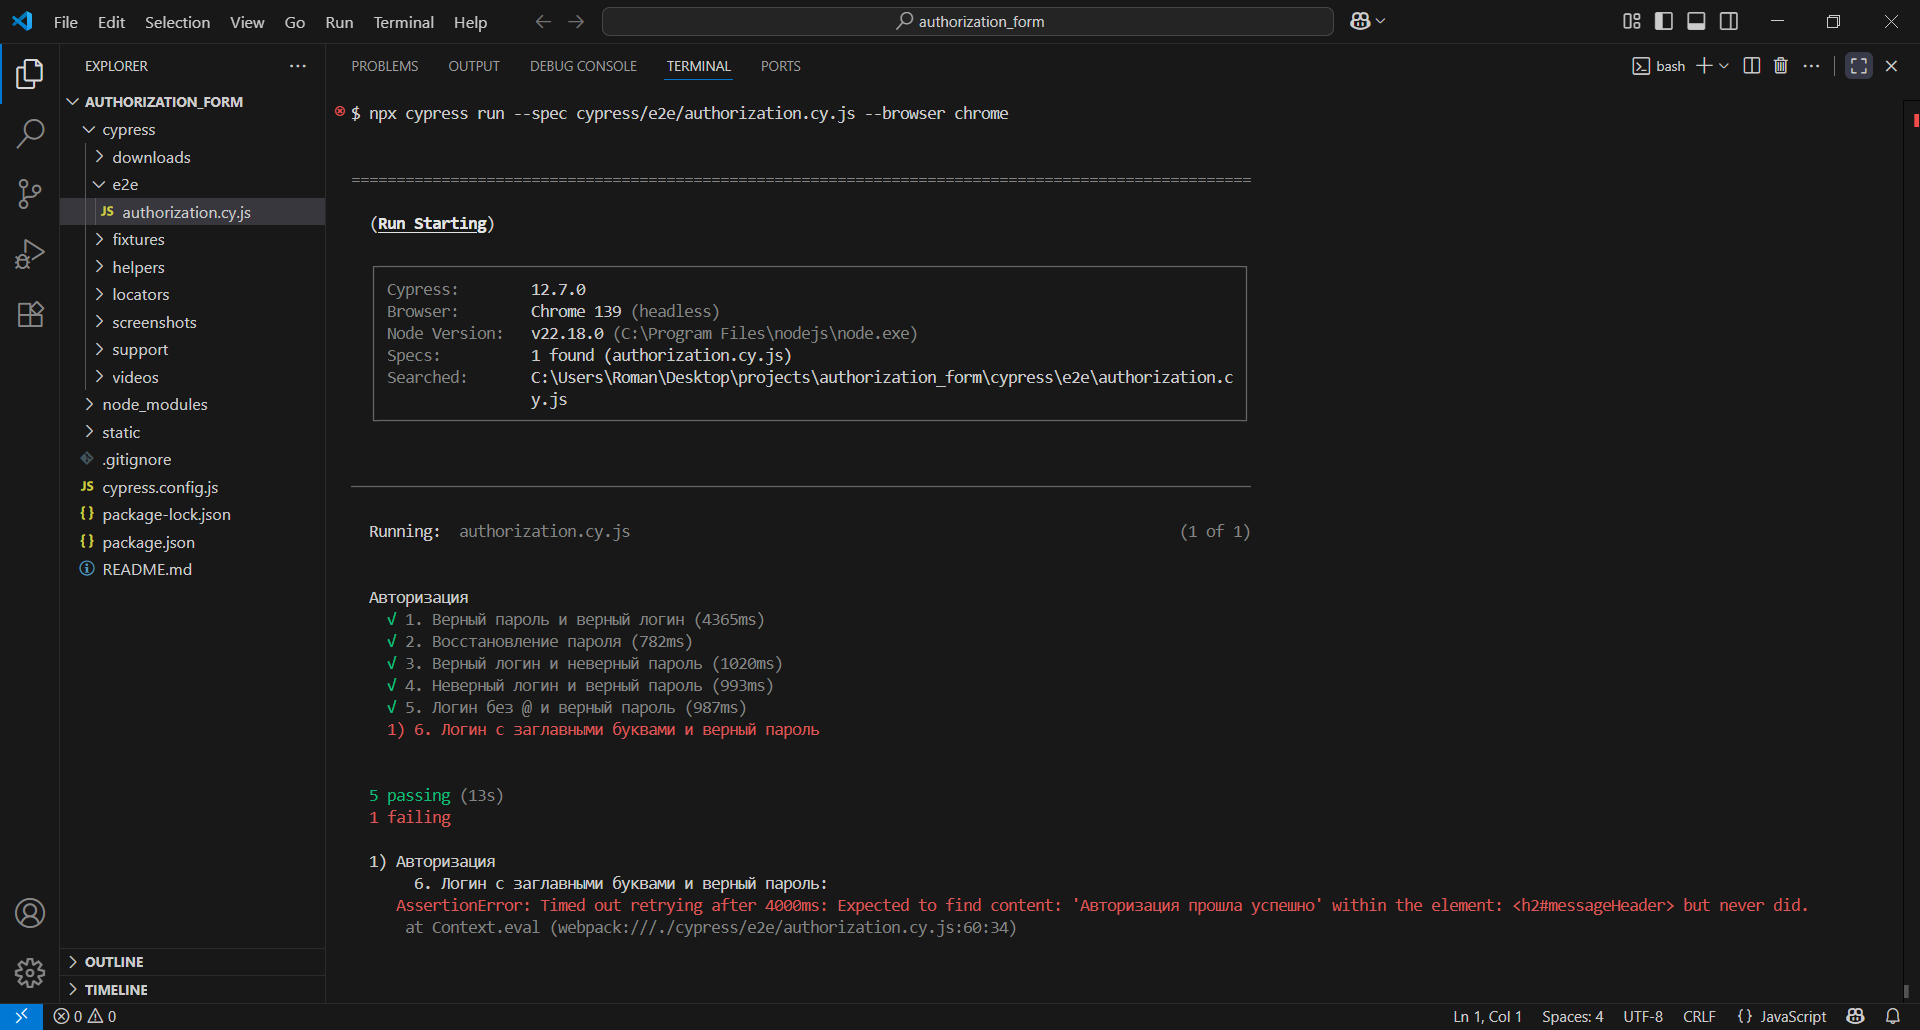 File Edit Selection View Go Run Terminal Help
authorization_form
EXPLORER
AUTHORIZATION_FORM
cypress
downloads
e2e
JS authorization.cy.js
fixtures
helpers
locators
screenshots
support
videos
node_modules
static
.gitignore
JS cypress.config.js
{} package-lock.json
{} package.json
README.md
OUTLINE
TIMELINE
PROBLEMS OUTPUT DEBUG CONSOLE TERMINAL PORTS
bash
$ npx cypress run --spec cypress/e2e/authorization.cy.js --browser chrome
====================================================================================================
(Run Starting)
Cypress: 12.7.0
Browser: Chrome 139 (headless)
Node Version: v22.18.0 (C:\Program Files\nodejs\node.exe)
Specs: 1 found (authorization.cy.js)
Searched: C:\Users\Roman\Desktop\projects\authorization_form\cypress\e2e\authorization.c
y.js
Running: authorization.cy.js (1 of 1)
Авторизация
√ 1. Верный пароль и верный логин (4365ms)
√ 2. Восстановление пароля (782ms)
√ 3. Верный логин и неверный пароль (1020ms)
√ 4. Неверный логин и верный пароль (993ms)
√ 5. Логин без @ и верный пароль (987ms)
1) 6. Логин с заглавными буквами и верный пароль
5 passing (13s)
1 failing
1) Авторизация
6. Логин с заглавными буквами и верный пароль:
AssertionError: Timed out retrying after 4000ms: Expected to find content: 'Авторизация прошла успешно' within the element: <h2#messageHeader> but never did.
at Context.eval (webpack:///./cypress/e2e/authorization.cy.js:60:34)
0 0
Ln 1, Col 1 Spaces: 4 UTF-8 CRLF {} JavaScript